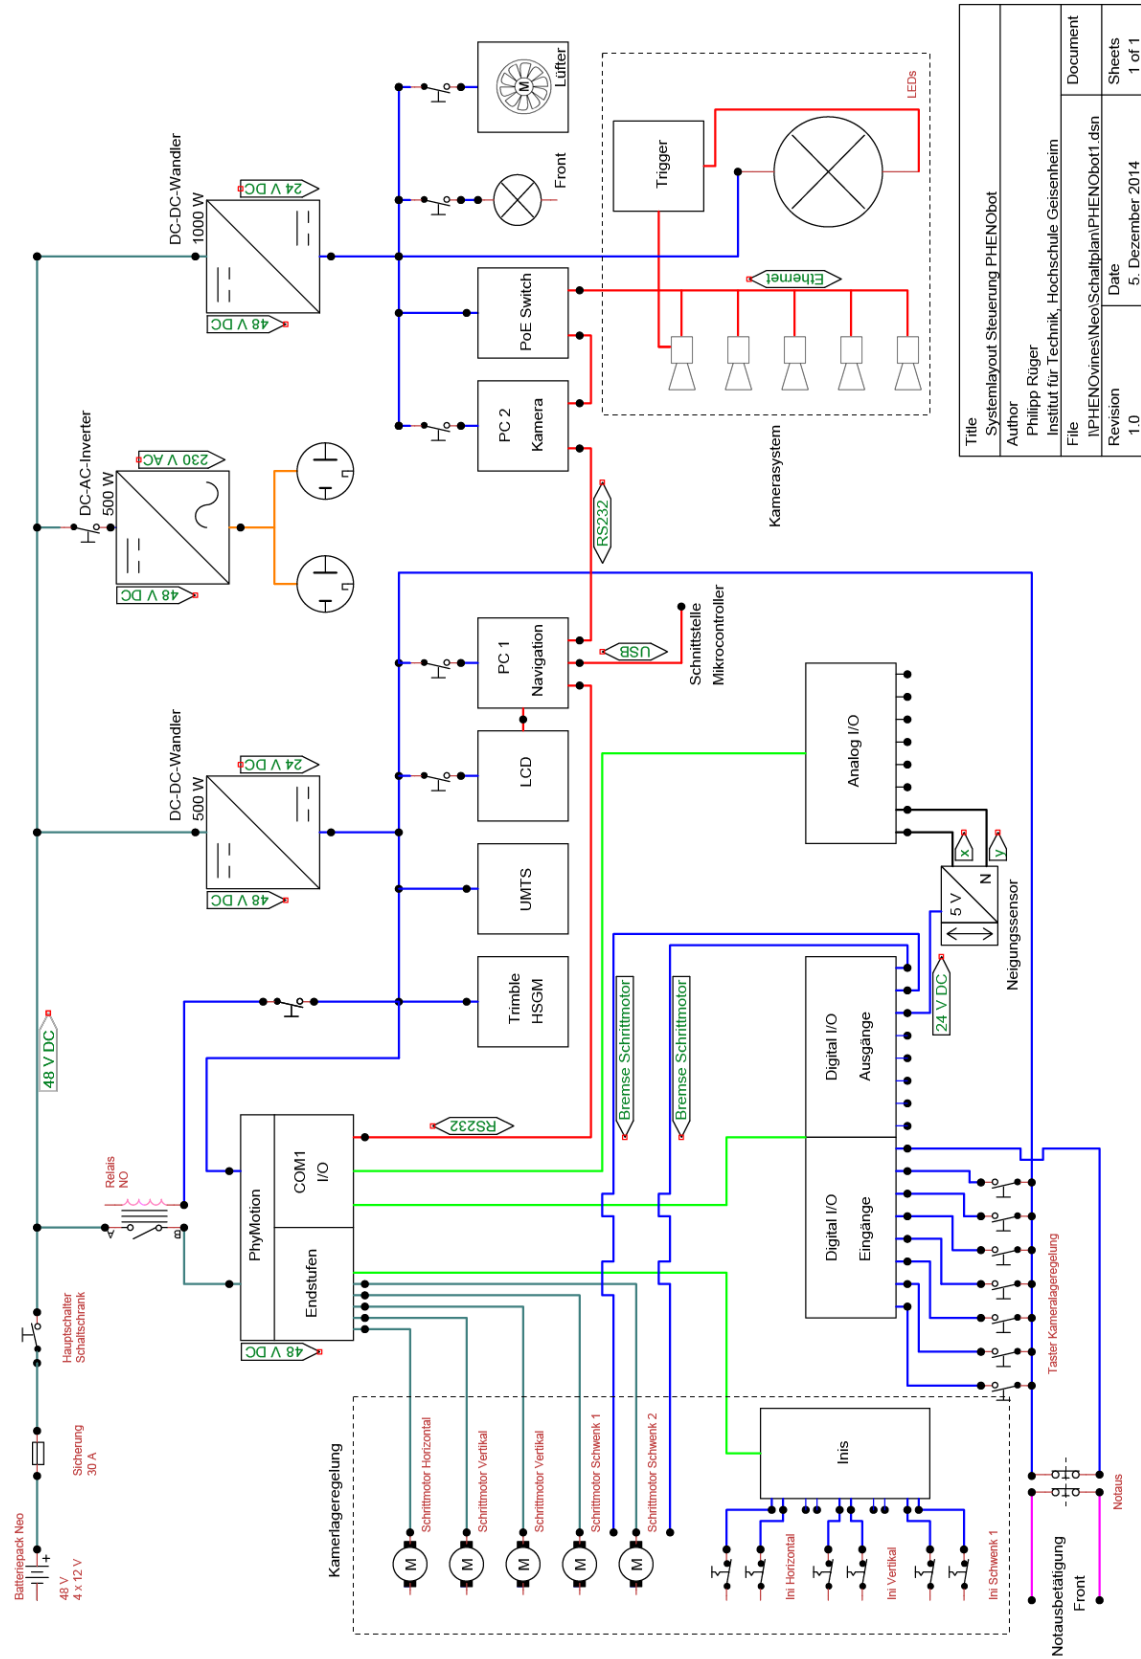 Batteriepack Neo
48 V
4 x 12 V
Sicherung
30 A
Hauptschalter
Schaltschrank
Relais
NO
A
B
48 V DC
DC-DC-Wandler
500 W
48 V DC
24 V DC
DC-AC-Inverter
500 W
48 V DC
230 V AC
DC-DC-Wandler
1000 W
48 V DC
24 V DC
PhyMotion
Endstufen
COM1
I/O
48 V DC
RS232
Trimble
HSGM
UMTS
LCD
PC 1
Navigation
USB
Schnittstelle
Mikrocontroller
RS232
PC 2
Kamera
PoE Switch
Front
M
Lüfter
Kamerasystem
Ethernet
Trigger
LEDs
Kamerlageregelung
M
Schrittmotor Horizontal
M
Schrittmotor Vertikal
M
Schrittmotor Vertikal
M
Schrittmotor Schwenk 1
M
Schrittmotor Schwenk 2
Bremse Schrittmotor
Bremse Schrittmotor
Inis
Ini Horizontal
Ini Vertikal
Ini Schwenk 1
Digital I/O
Eingänge
Digital I/O
Ausgänge
Analog I/O
24 V DC
5 V
N
x
y
Neigungssensor
Taster Kameralageregelung
Notausbetätigung
Front
Notaus
Title
Systemlayout Steuerung PHENObot
Author
Philipp Rüger
Institut für Technik, Hochschule Geisenheim
File
Document
I\PHENOvines\Neo\Schaltplan\PHENObot1.dsn
Revision
Date
Sheets
1.0
5. Dezember 2014
1 of 1